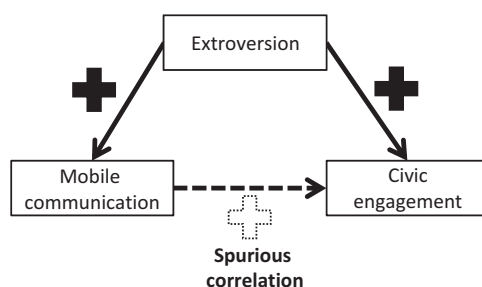 Extroversion
Mobile
communication
Civic
engagement
Spurious
correlation